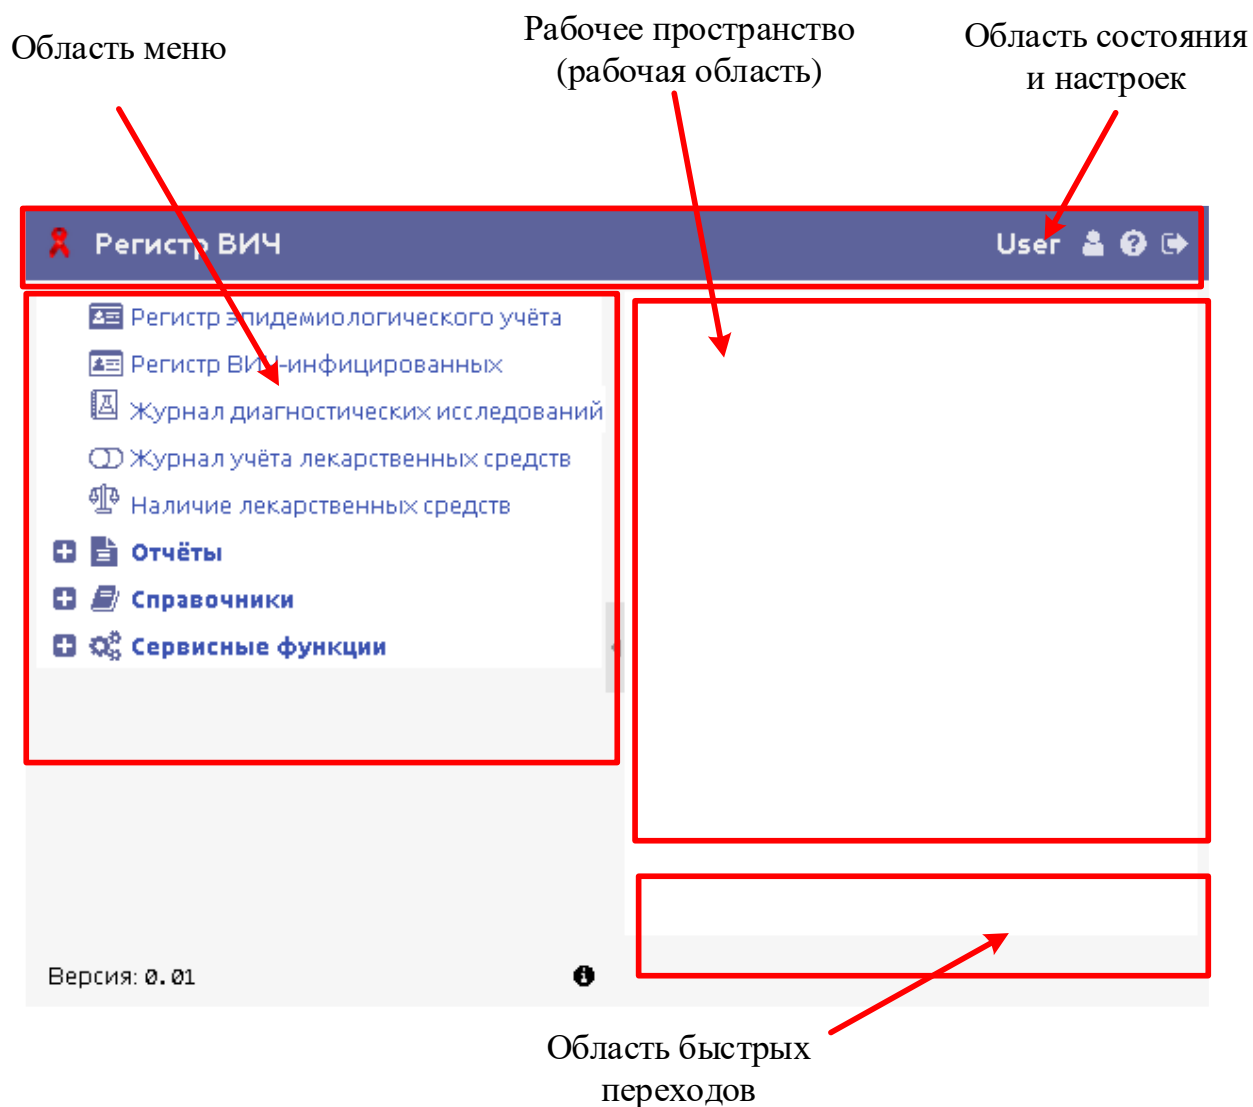 Область меню
Рабочее пространство
(рабочая область)
Область состояния
и настроек
Регистр ВИЧ
User
Регистр эпидемиологического учёта
Регистр ВИЧ-инфицированных
Журнал диагностических исследований
Журнал учёта лекарственных средств
Наличие лекарственных средств
Отчёты
Справочники
Сервисные функции
Версия: 0.01
Область быстрых
переходов